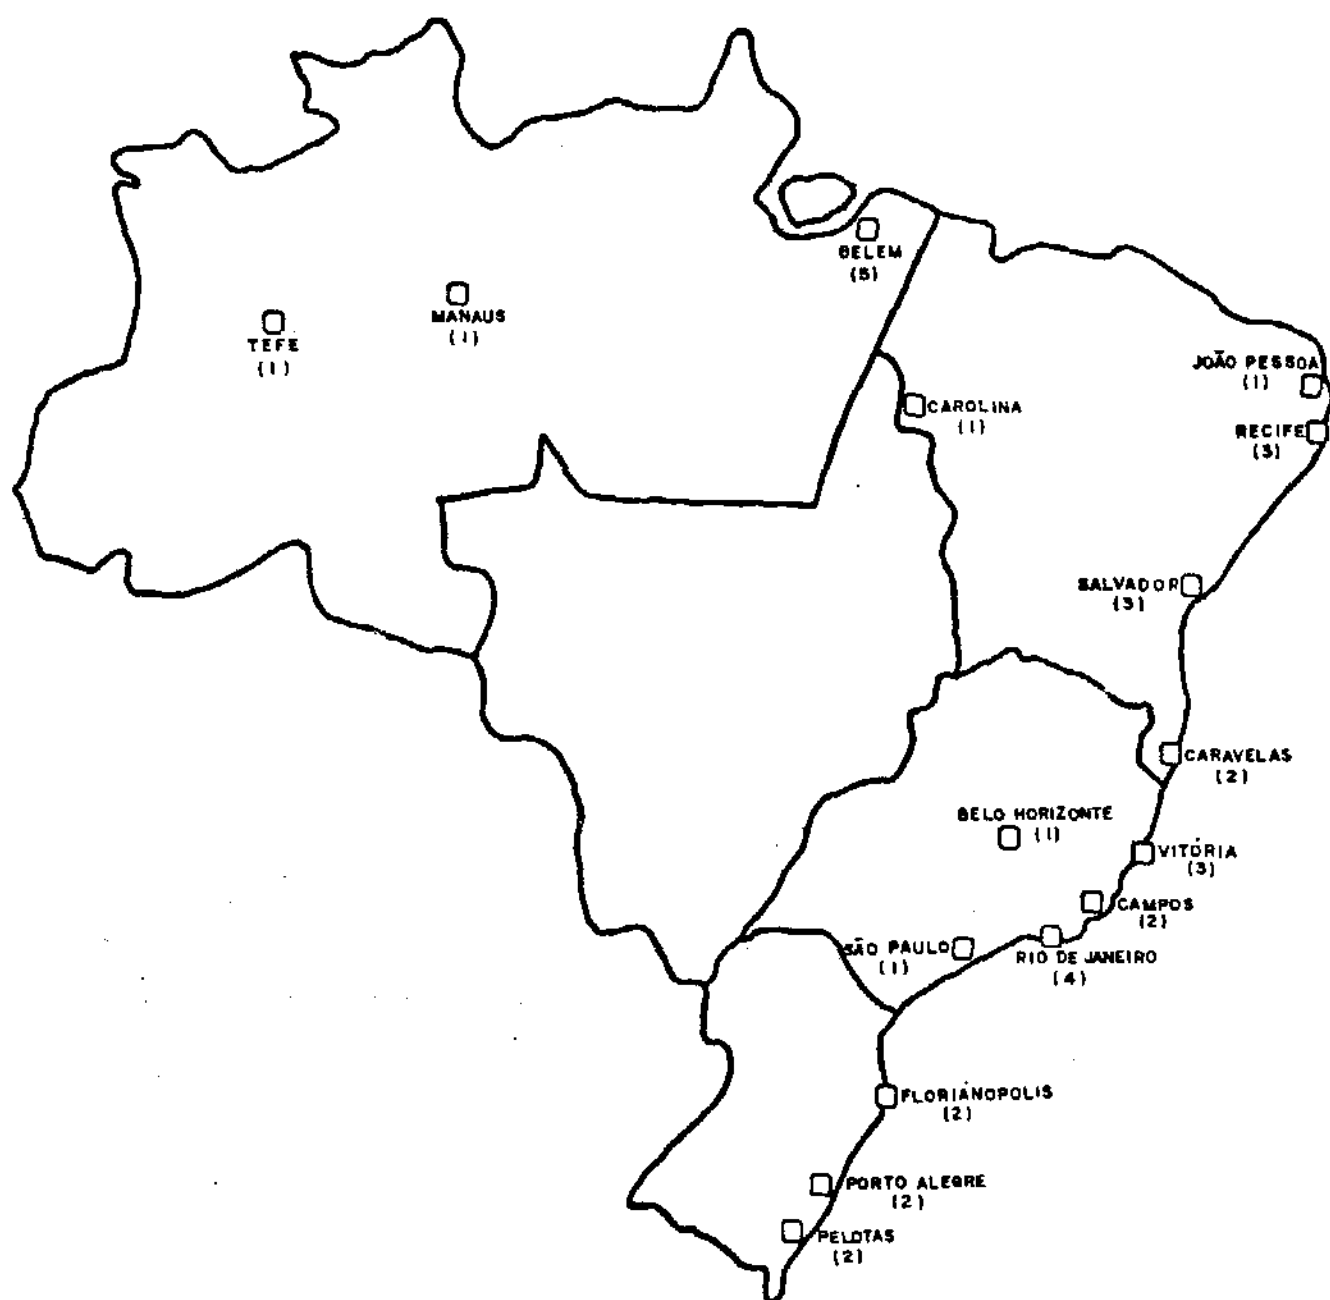 BELEM
(5)
MANAUS
(1)
TEFÉ
(1)
JOÃO PESSOA
(1)
CAROLINA
(1)
RECIFE
(3)
SALVADOR
(3)
CARAVELAS
(2)
BELO HORIZONTE
(1)
VITÓRIA
(3)
CAMPOS
(2)
SÃO PAULO
(1)
RIO DE JANEIRO
(4)
FLORIANÓPOLIS
(2)
PORTO ALEGRE
(2)
PELOTAS
(2)